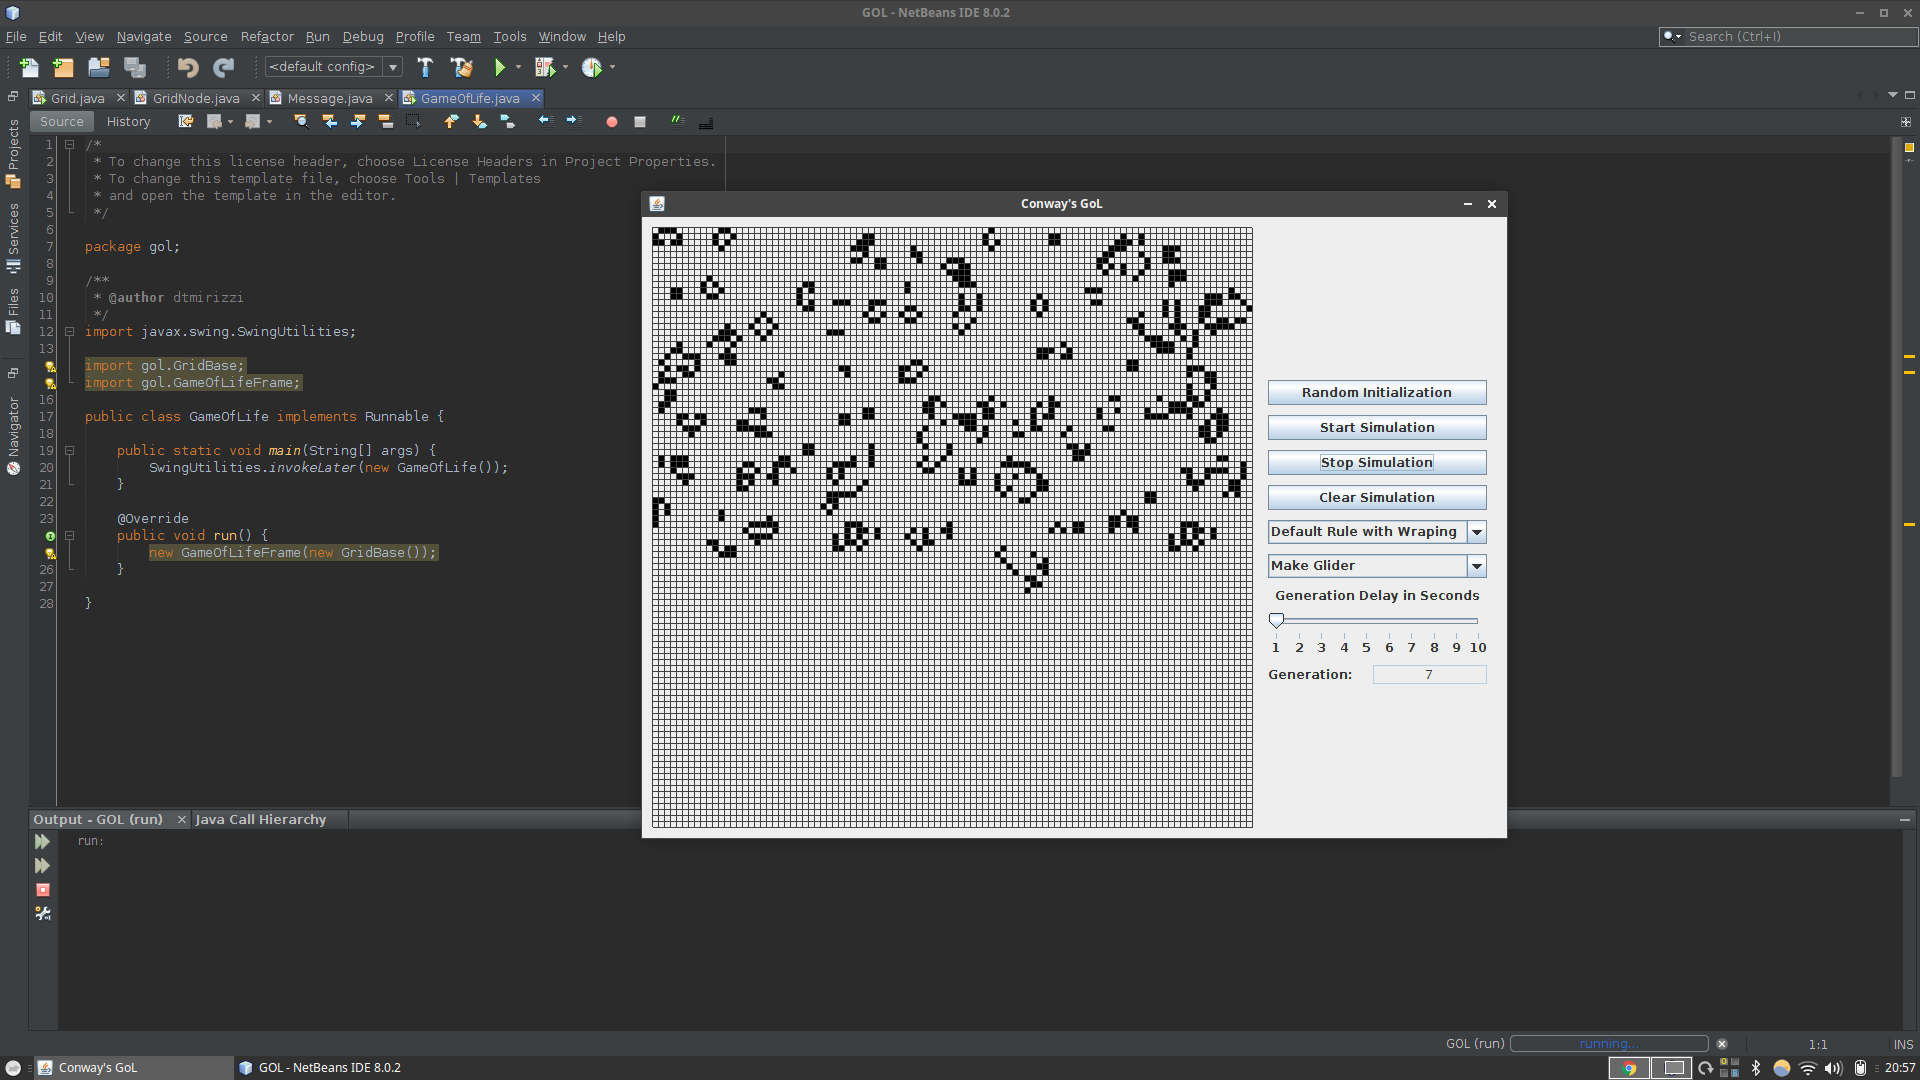 GOL - NetBeans IDE 8.0.2
File Edit View Navigate Source Refactor Run Debug Profile Team Tools Window Help
Search (Ctrl+I)
<default config>
Grid.java GridNode.java Message.java GameOfLife.java
Source History
Projects
Services
Files
Navigator
1 /*
2 * To change this license header, choose License Headers in Project Properties.
3 * To change this template file, choose Tools | Templates
4 * and open the template in the editor.
5 */
6
7 package gol;
8
9 /**
10 * @author dtmirizzi
11 */
12 import javax.swing.SwingUtilities;
13
import gol.GridBase;
import gol.GameOfLifeFrame;
16
17 public class GameOfLife implements Runnable {
18
19 public static void main(String[] args) {
20 SwingUtilities.invokeLater(new GameOfLife());
21 }
22
23 @Override
public void run() {
new GameOfLifeFrame(new GridBase());
26 }
27
28 }
Conway's GoL
Random Initialization
Start Simulation
Stop Simulation
Clear Simulation
Default Rule with Wraping
Make Glider
Generation Delay in Seconds
1 2 3 4 5 6 7 8 9 10
Generation: 7
Output - GOL (run) Java Call Hierarchy
run:
GOL (run) running... 1:1 INS
Conway's GoL GOL - NetBeans IDE 8.0.2 20:57